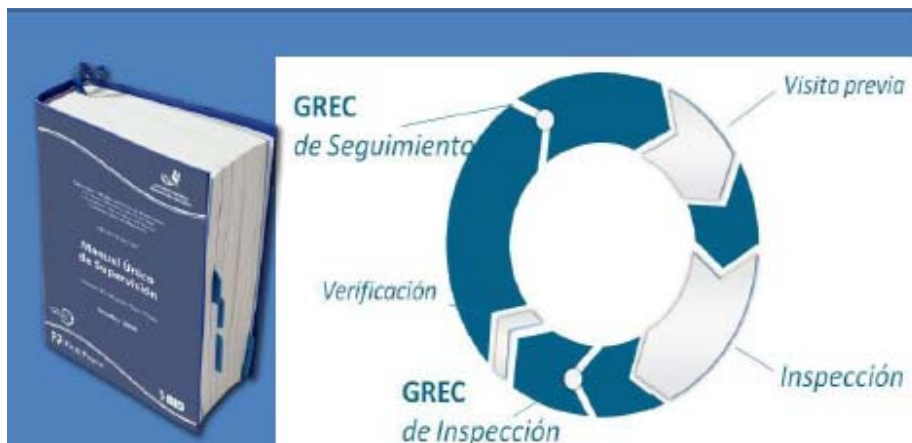 Manual Único
de Supervisión
GREC
de Seguimiento
Visita previa
Verificación
Inspección
GREC
de Inspección